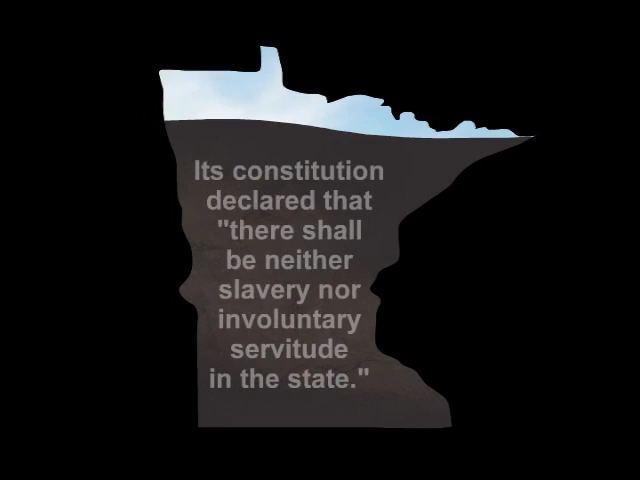 Its constitution
declared that
"there shall
be neither
slavery nor
involuntary
servitude
in the state."